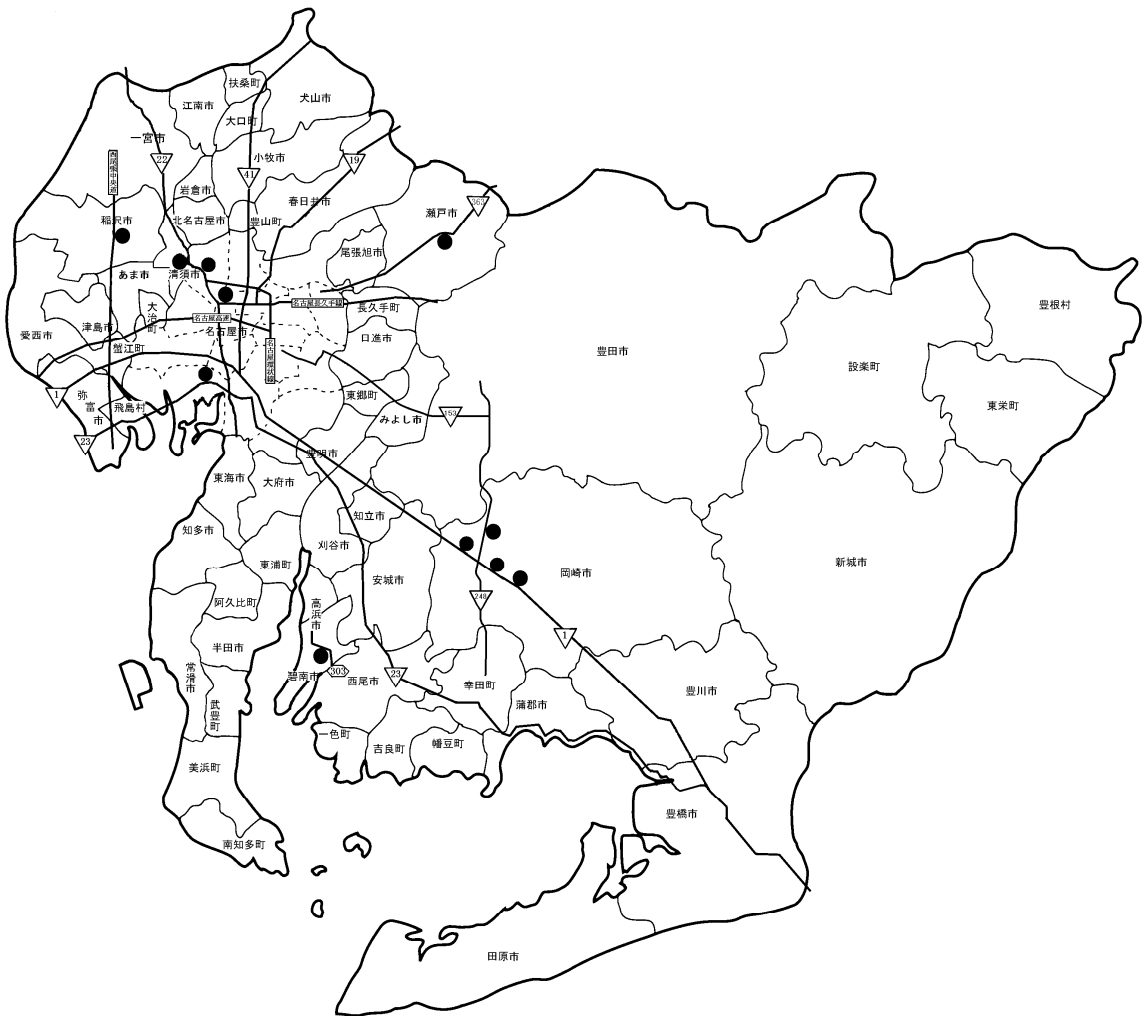 扶桑町
江南市
犬山市
大口町
一宮市
小牧市
22
19
41
西尾張中央道
岩倉市
春日井市
363
稲沢市
北名古屋市
豊山町
瀬戸市
尾張旭市
あま市
清須市
名古屋長久手線
長久手町
大治町
名古屋高速
愛西市
津島市
名古屋市
口進市
蟹江町
名古屋環状線
豊田市
豊根村
設楽町
東栄町
1
弥富市
飛島村
東郷町
みよし市
153
23
豊明市
東海市
大府市
知立市
知多市
刈谷市
東浦町
安城市
岡崎市
新城市
阿久比町
高浜市
248
1
半田市
常滑市
碧南市
303
西尾市
23
幸田町
豊川市
武豊町
蒲郡市
一色町
吉良町
幡豆町
美浜町
豊橋市
南知多町
田原市